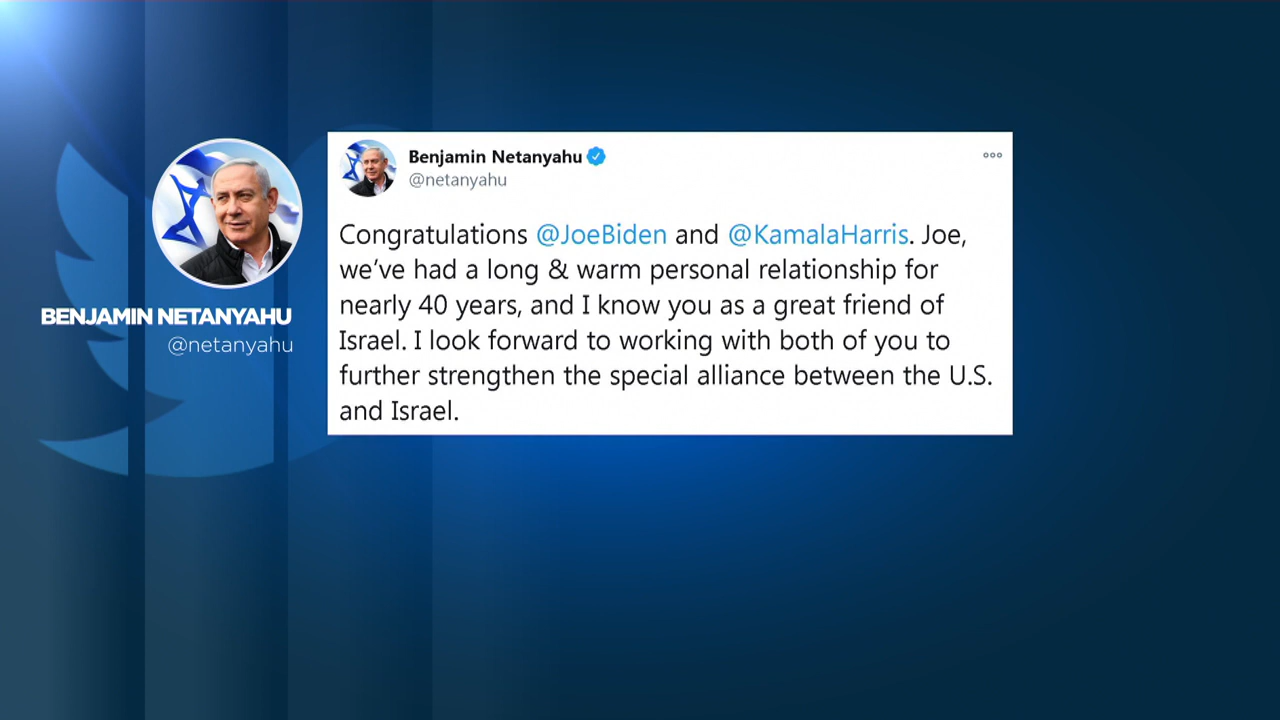 BENJAMIN NETANYAHU
@netanyahu
Benjamin Netanyahu
@netanyahu
Congratulations @JoeBiden and @KamalaHarris. Joe,
we’ve had a long & warm personal relationship for
nearly 40 years, and I know you as a great friend of
Israel. I look forward to working with both of you to
further strengthen the special alliance between the U.S.
and Israel.